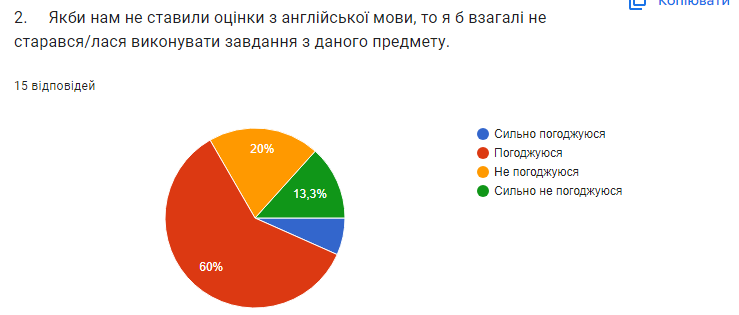 Копіювати
2. Якби нам не ставили оцінки з англійської мови, то я б взагалі не
старався/лася виконувати завдання з даного предмету.
15 відповідей
20%
13,3%
60%
Сильно погоджуюся
Погоджуюся
Не погоджуюся
Сильно не погоджуюся